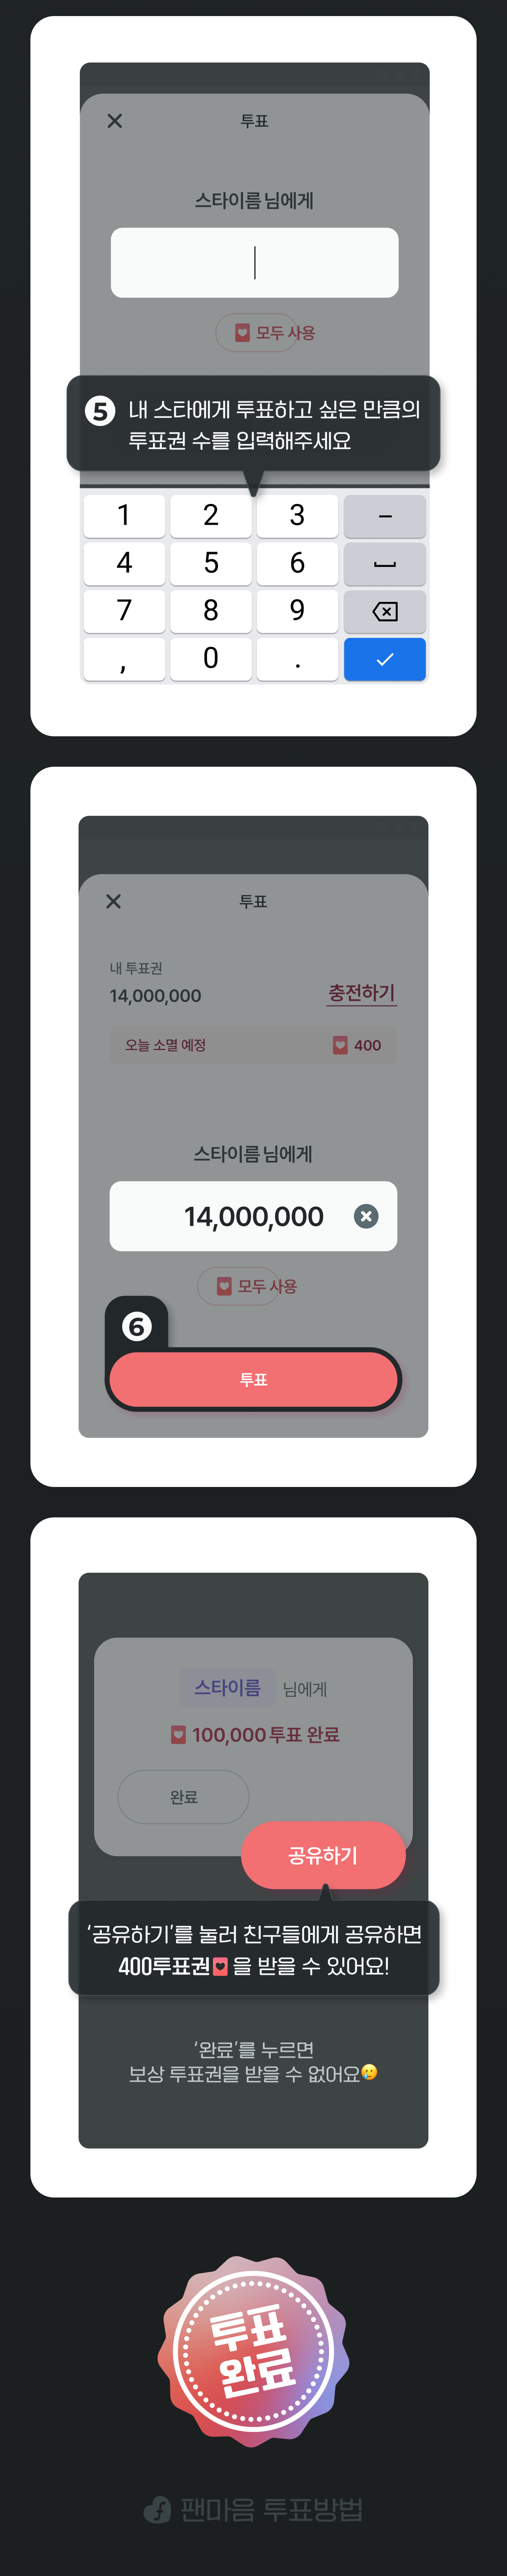 투표
스타이름 님에게
모두 사용
5 내 스타에게 투표하고 싶은 만큼의
투표권 수를 입력해주세요
1 2 3 –
4 5 6
7 8 9
, 0 .
투표
내 투표권
14,000,000 충전하기
오늘 소멸 예정 400
스타이름 님에게
14,000,000
모두 사용
6
투표
스타이름 님에게
100,000 투표 완료
완료
공유하기
‘공유하기’를 눌러 친구들에게 공유하면
400투표권 을 받을 수 있어요!
‘완료’를 누르면
보상 투표권을 받을 수 없어요🥲
투표
완료
팬마음 투표방법